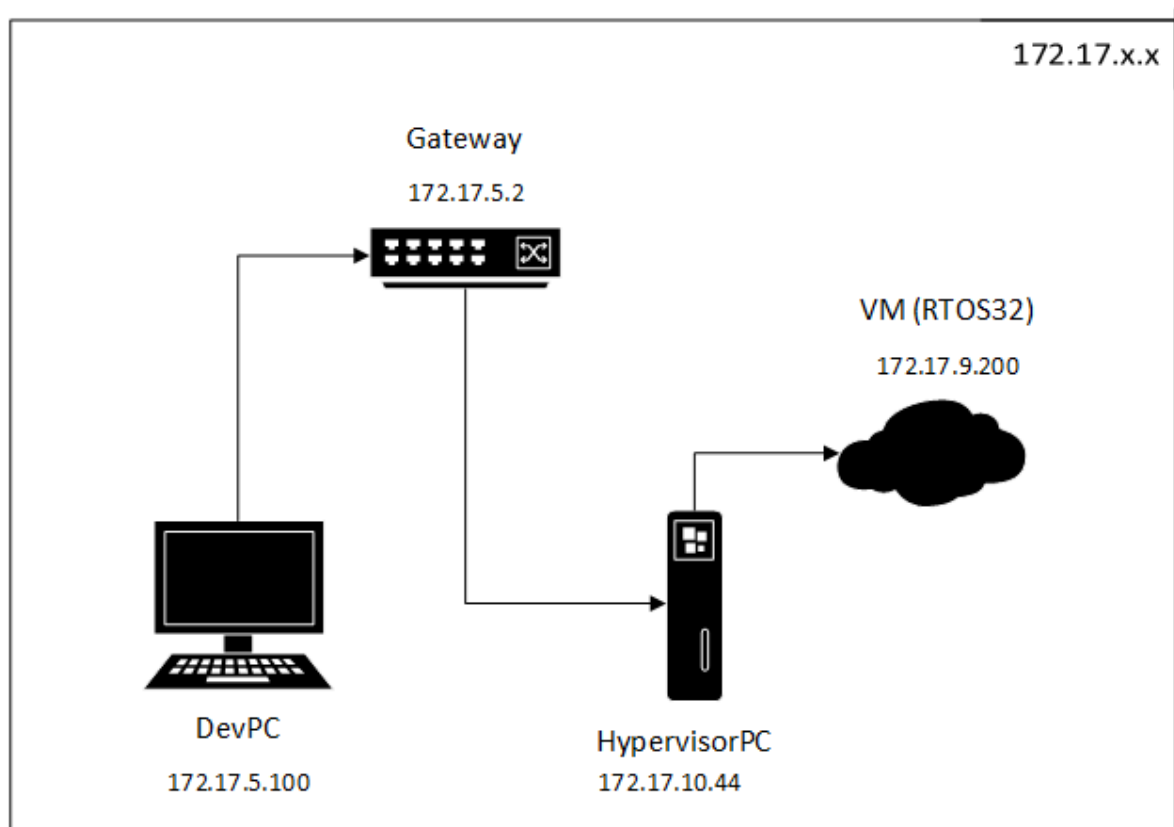 172.17.x.x
Gateway
172.17.5.2
VM (RTOS32)
172.17.9.200
DevPC
172.17.5.100
HypervisorPC
172.17.10.44